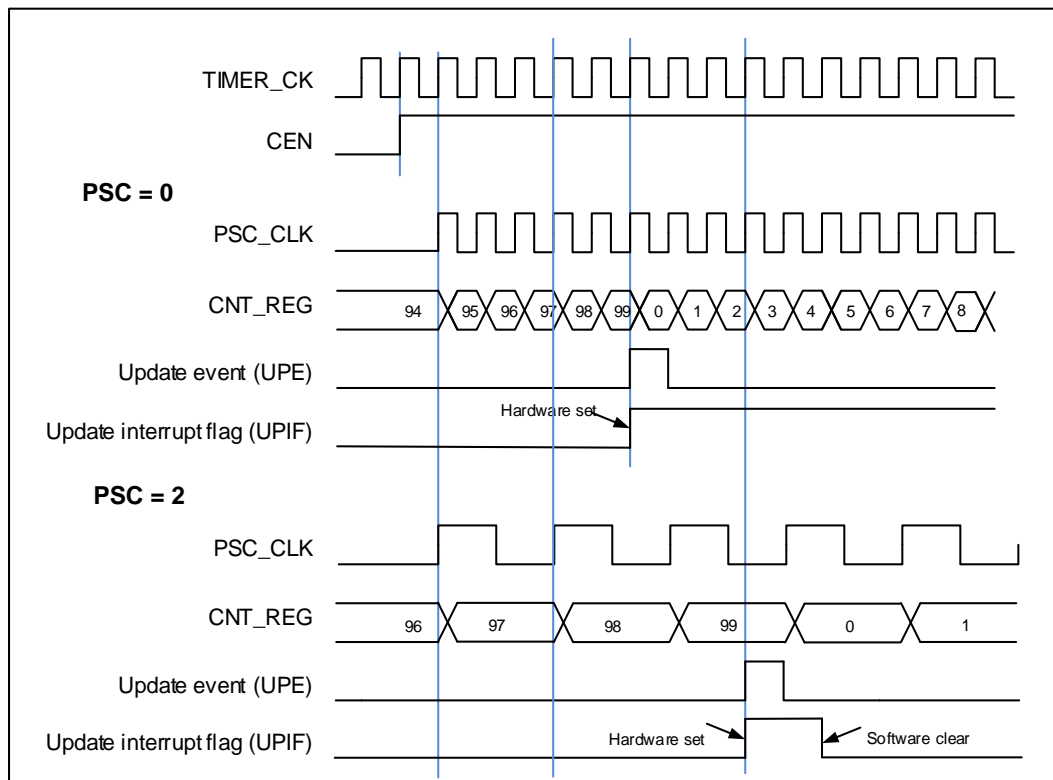 TIMER_CK
CEN
PSC = 0
PSC_CLK
CNT_REG 94 95 96 97 98 99 0 1 2 3 4 5 6 7 8
Update event (UPE)
Hardware set
Update interrupt flag (UPIF)
PSC = 2
PSC_CLK
CNT_REG 96 97 98 99 0 1
Update event (UPE)
Update interrupt flag (UPIF) Hardware set Software clear